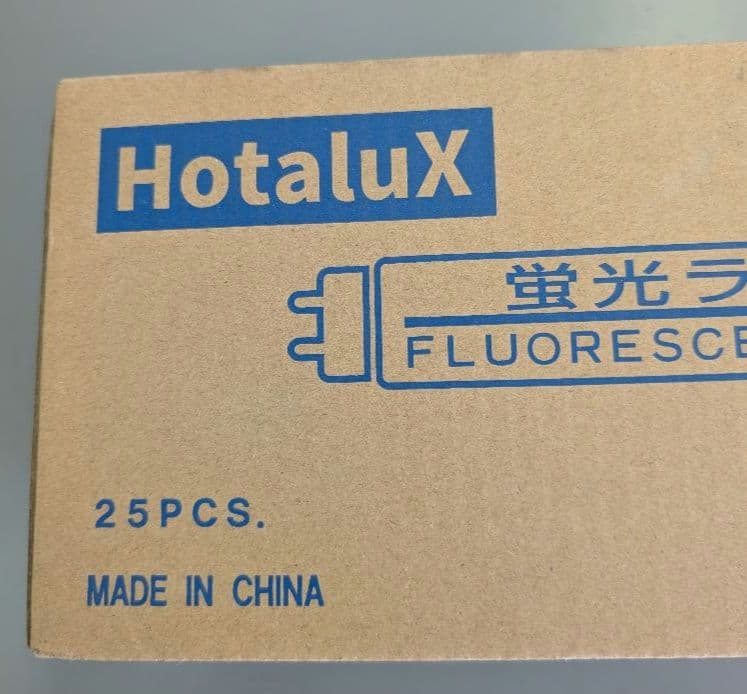 HotaluX
蛍光ラ
FLUORESCE
25PCS.
MADE IN CHINA